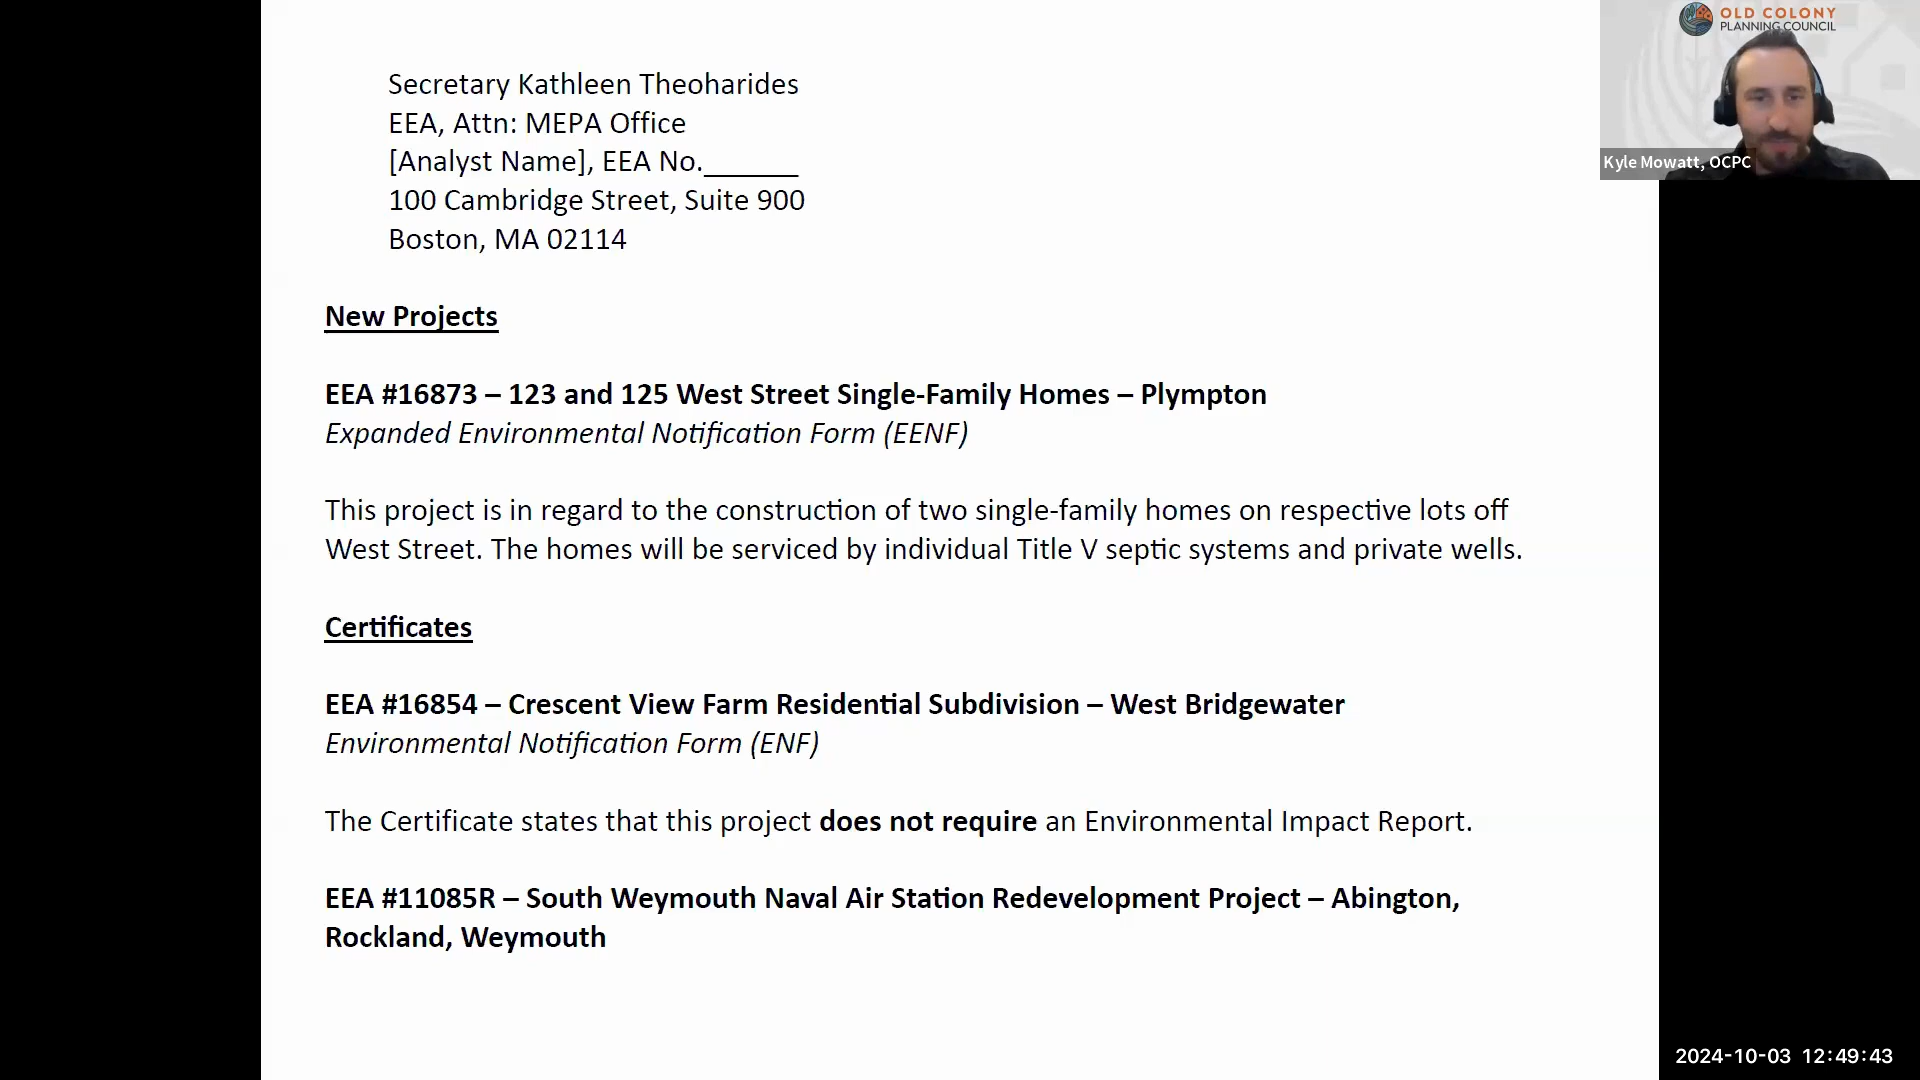 OLD COLONY
PLANNING COUNCIL
Kyle Mowatt, OCPC
Secretary Kathleen Theoharides
EEA, Attn: MEPA Office
[Analyst Name], EEA No.______
100 Cambridge Street, Suite 900
Boston, MA 02114
New Projects
EEA #16873 – 123 and 125 West Street Single-Family Homes – Plympton
Expanded Environmental Notification Form (EENF)
This project is in regard to the construction of two single-family homes on respective lots off
West Street. The homes will be serviced by individual Title V septic systems and private wells.
Certificates
EEA #16854 – Crescent View Farm Residential Subdivision – West Bridgewater
Environmental Notification Form (ENF)
The Certificate states that this project does not require an Environmental Impact Report.
EEA #11085R – South Weymouth Naval Air Station Redevelopment Project – Abington,
Rockland, Weymouth
2024-10-03 12:49:43